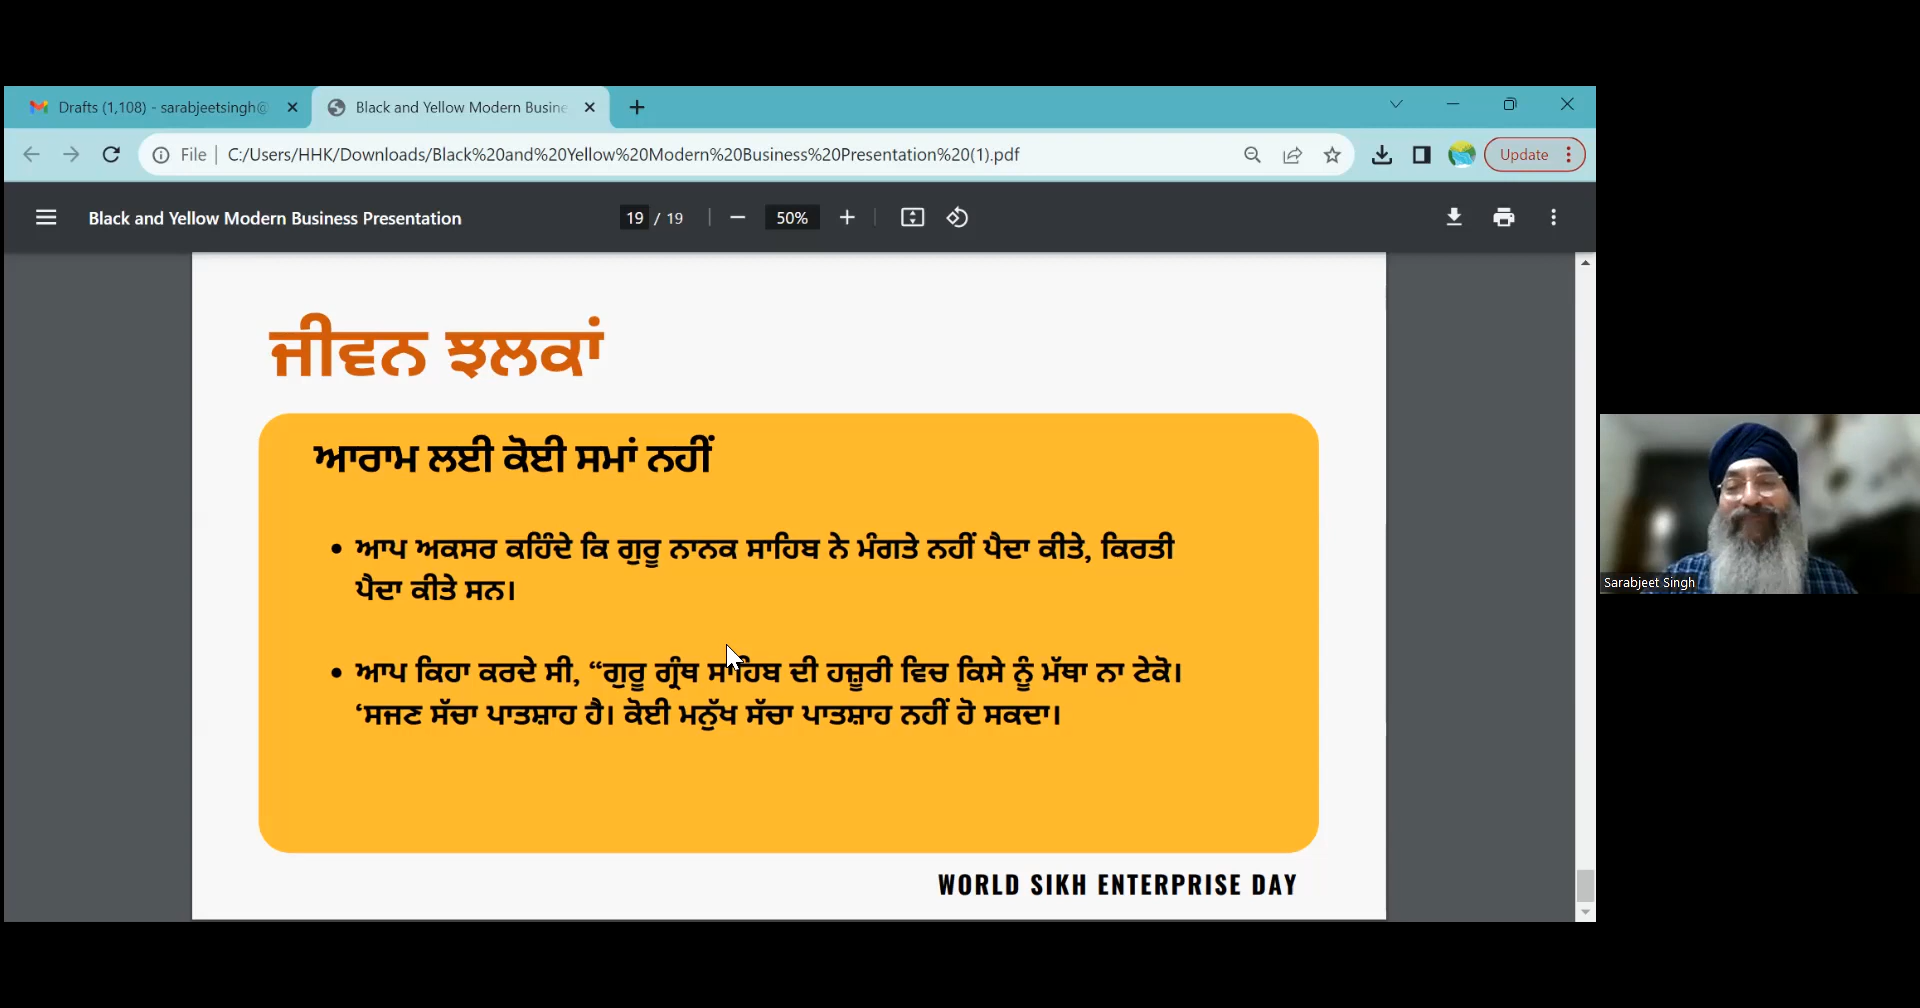 Drafts (1,108) - sarabjeetsingh@
Black and Yellow Modern Busine
File
C:/Users/HHK/Downloads/Black%20and%20Yellow%20Modern%20Business%20Presentation%20(1).pdf
Update
Black and Yellow Modern Business Presentation
19 / 19
50%
ਜੀਵਨ ਝਲਕਾਂ
ਆਰਾਮ ਲਈ ਕੋਈ ਸਮਾਂ ਨਹੀਂ
• ਆਪ ਅਕਸਰ ਕਹਿੰਦੇ ਕਿ ਗੁਰੂ ਨਾਨਕ ਸਾਹਿਬ ਨੇ ਮੰਗਤੇ ਨਹੀਂ ਪੈਦਾ ਕੀਤੇ, ਕਿਰਤੀ
ਪੈਦਾ ਕੀਤੇ ਸਨ।
• ਆਪ ਕਿਹਾ ਕਰਦੇ ਸੀ, “ਗੁਰੂ ਗ੍ਰੰਥ ਸਾਹਿਬ ਦੀ ਹਜ਼ੂਰੀ ਵਿਚ ਕਿਸੇ ਨੂੰ ਮੱਥਾ ਨਾ ਟੇਕੋ।
‘ਸਜਣ ਸੱਚਾ ਪਾਤਸ਼ਾਹ ਹੈ। ਕੋਈ ਮਨੁੱਖ ਸੱਚਾ ਪਾਤਸ਼ਾਹ ਨਹੀਂ ਹੋ ਸਕਦਾ।
WORLD SIKH ENTERPRISE DAY
Sarabjeet Singh